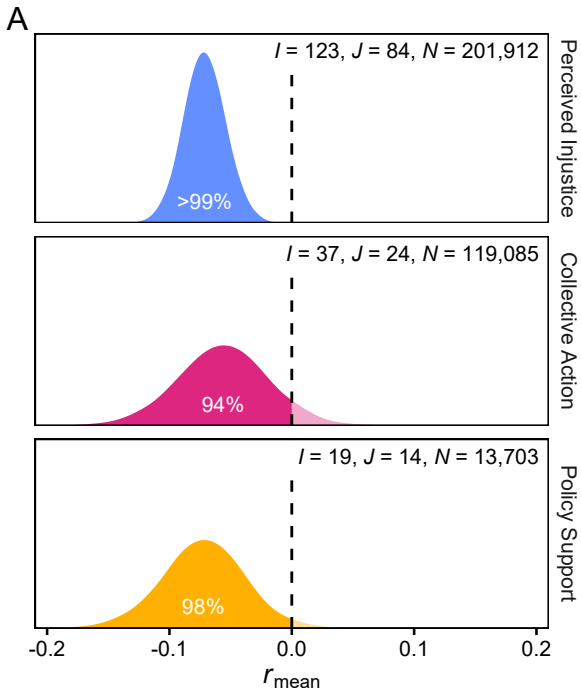 A
I = 123, J = 84, N = 201,912
>99%
Perceived Injustice
I = 37, J = 24, N = 119,085
94%
Collective Action
I = 19, J = 14, N = 13,703
98%
Policy Support
-0.2 -0.1 0.0 0.1 0.2
r mean